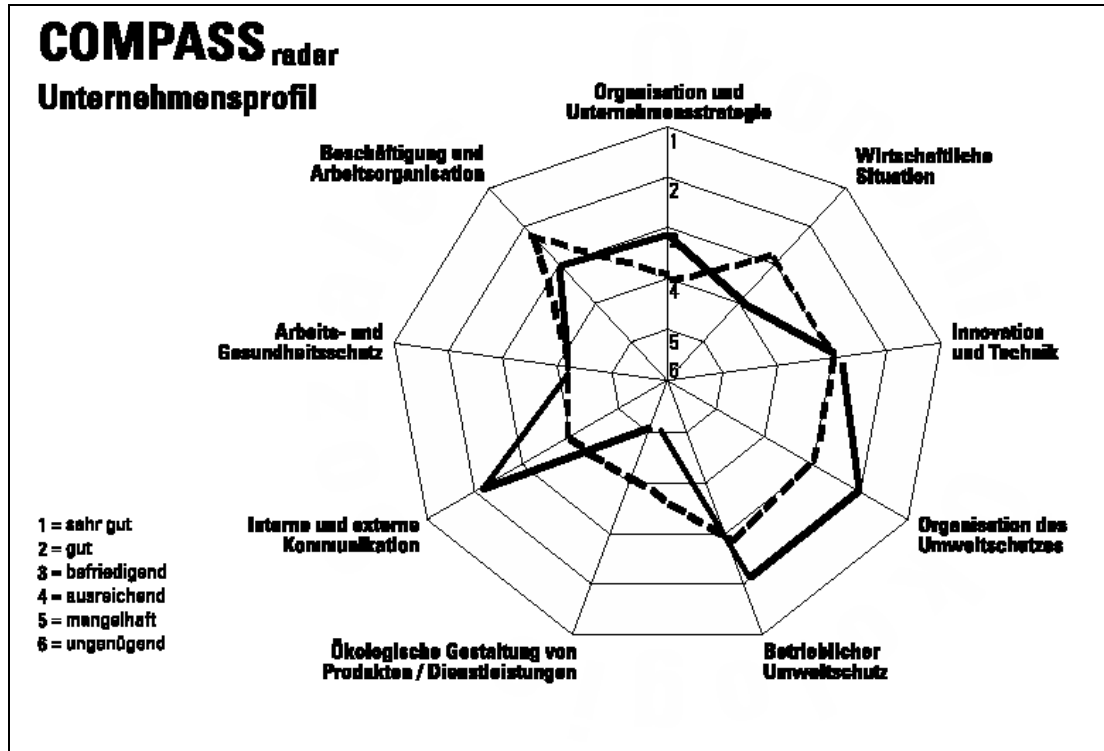 COMPASS radar
Unternehmensprofil
Organisation und
Unternehmensstrategie
Beschäftigung und
Arbeitsorganisation
Wirtschaftliche
Situation
1
2
3
4
5
6
Arbeits- und
Gesundheitsschutz
Innovation
und Technik
Interne und externe
Kommunikation
Organisation des
Umweltschutzes
Ökologische Gestaltung von
Produkten / Dienstleistungen
Betrieblicher
Umweltschutz
1 = sehr gut
2 = gut
3 = befriedigend
4 = ausreichend
5 = mangelhaft
6 = ungenügend